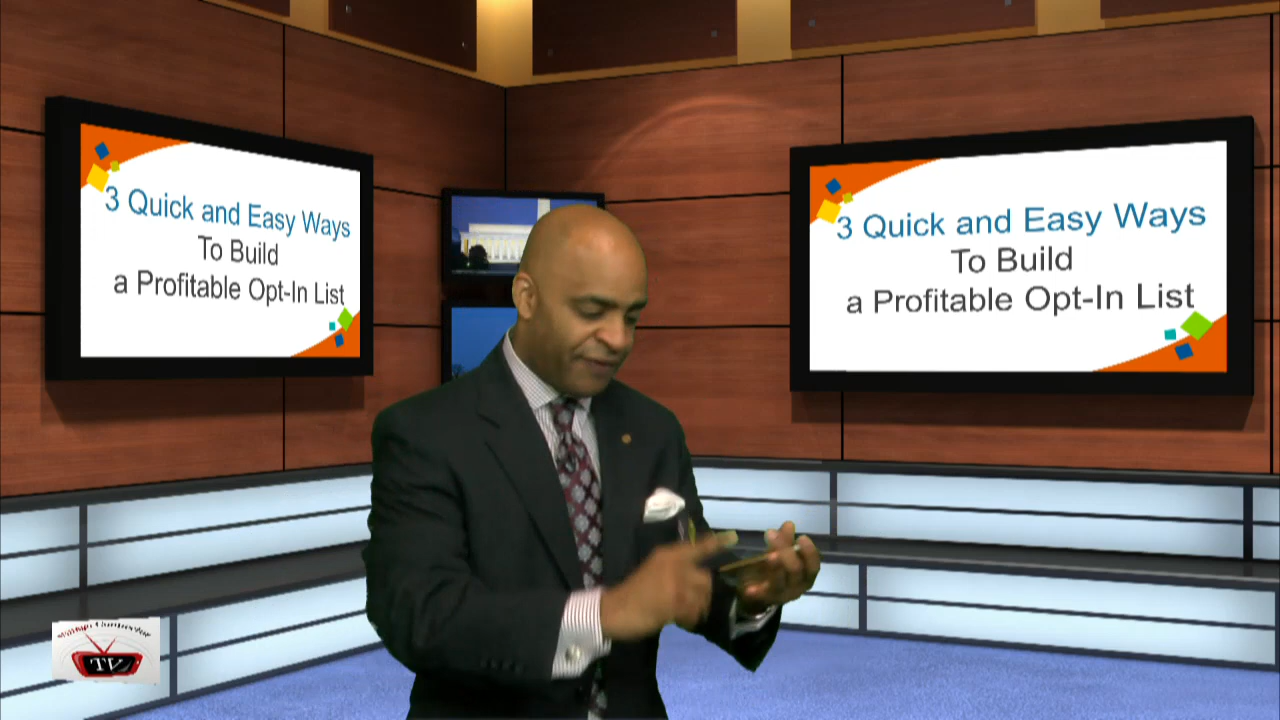 3 Quick and Easy Ways
To Build
a Profitable Opt-In List
3 Quick and Easy Ways
To Build
a Profitable Opt-In List
TV